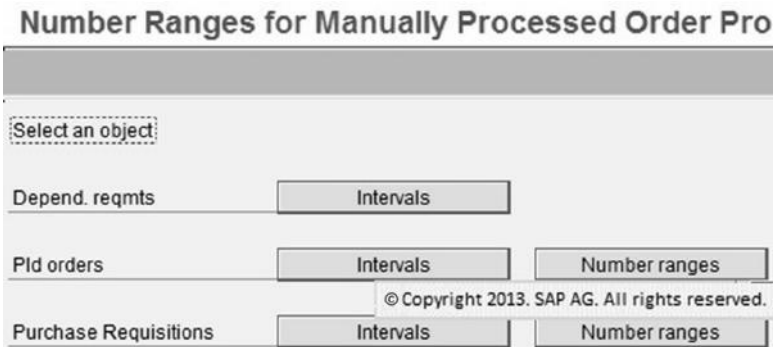 Number Ranges for Manually Processed Order Pro
Select an object
Depend. reqmts Intervals
Pld orders Intervals Number ranges
© Copyright 2013. SAP AG. All rights reserved.
Purchase Requisitions Intervals Number ranges